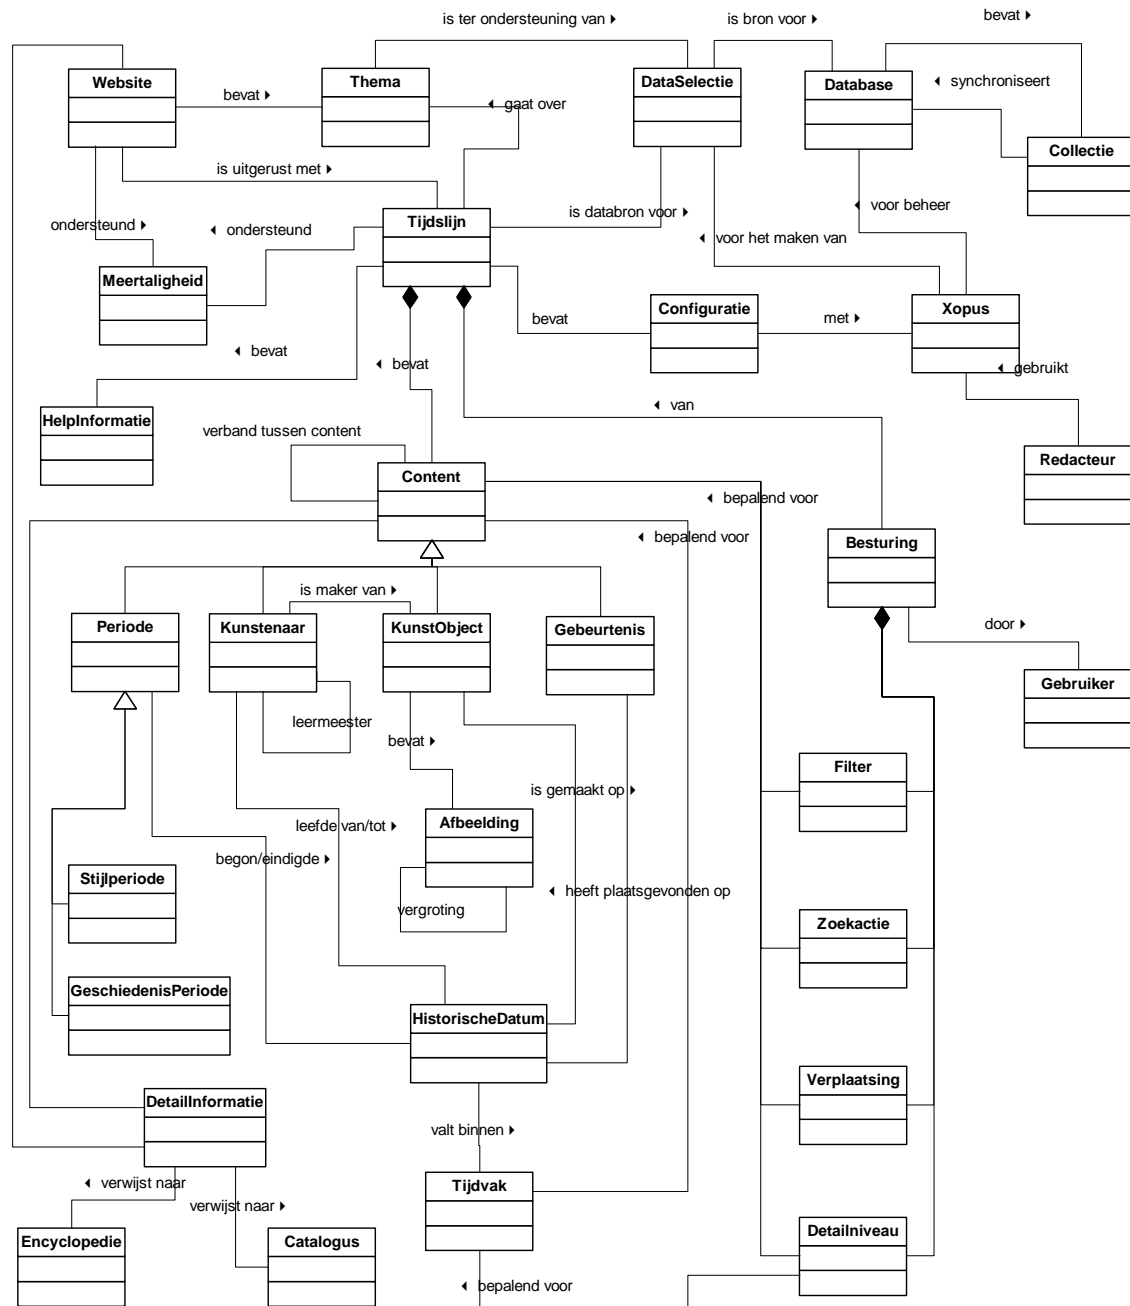 is ter ondersteuning van
is bron voor
bevat
Website
Thema
DataSelectie
Database
synchroniseert
bevat
gaat over
Collectie
is uitgerust met
Tijdslijn
is databron voor
voor beheer
ondersteund
ondersteund
voor het maken van
Meertaligheid
Configuratie
Xopus
bevat
met
bevat
bevat
gebruikt
HelpInformatie
van
verband tussen content
Redacteur
Content
bepalend voor
bepalend voor
Besturing
is maker van
Periode
Kunstenaar
KunstObject
Gebeurtenis
door
Gebruiker
leermeester
bevat
Filter
is gemaakt op
Afbeelding
leefde van/tot
begon/eindigde
Stijlperiode
heeft plaatsgevonden op
vergroting
Zoekactie
GeschiedenisPeriode
HistorischeDatum
Verplaatsing
DetailInformatie
valt binnen
verwijst naar
Tijdvak
verwijst naar
Encyclopedie
Catalogus
Detailniveau
bepalend voor